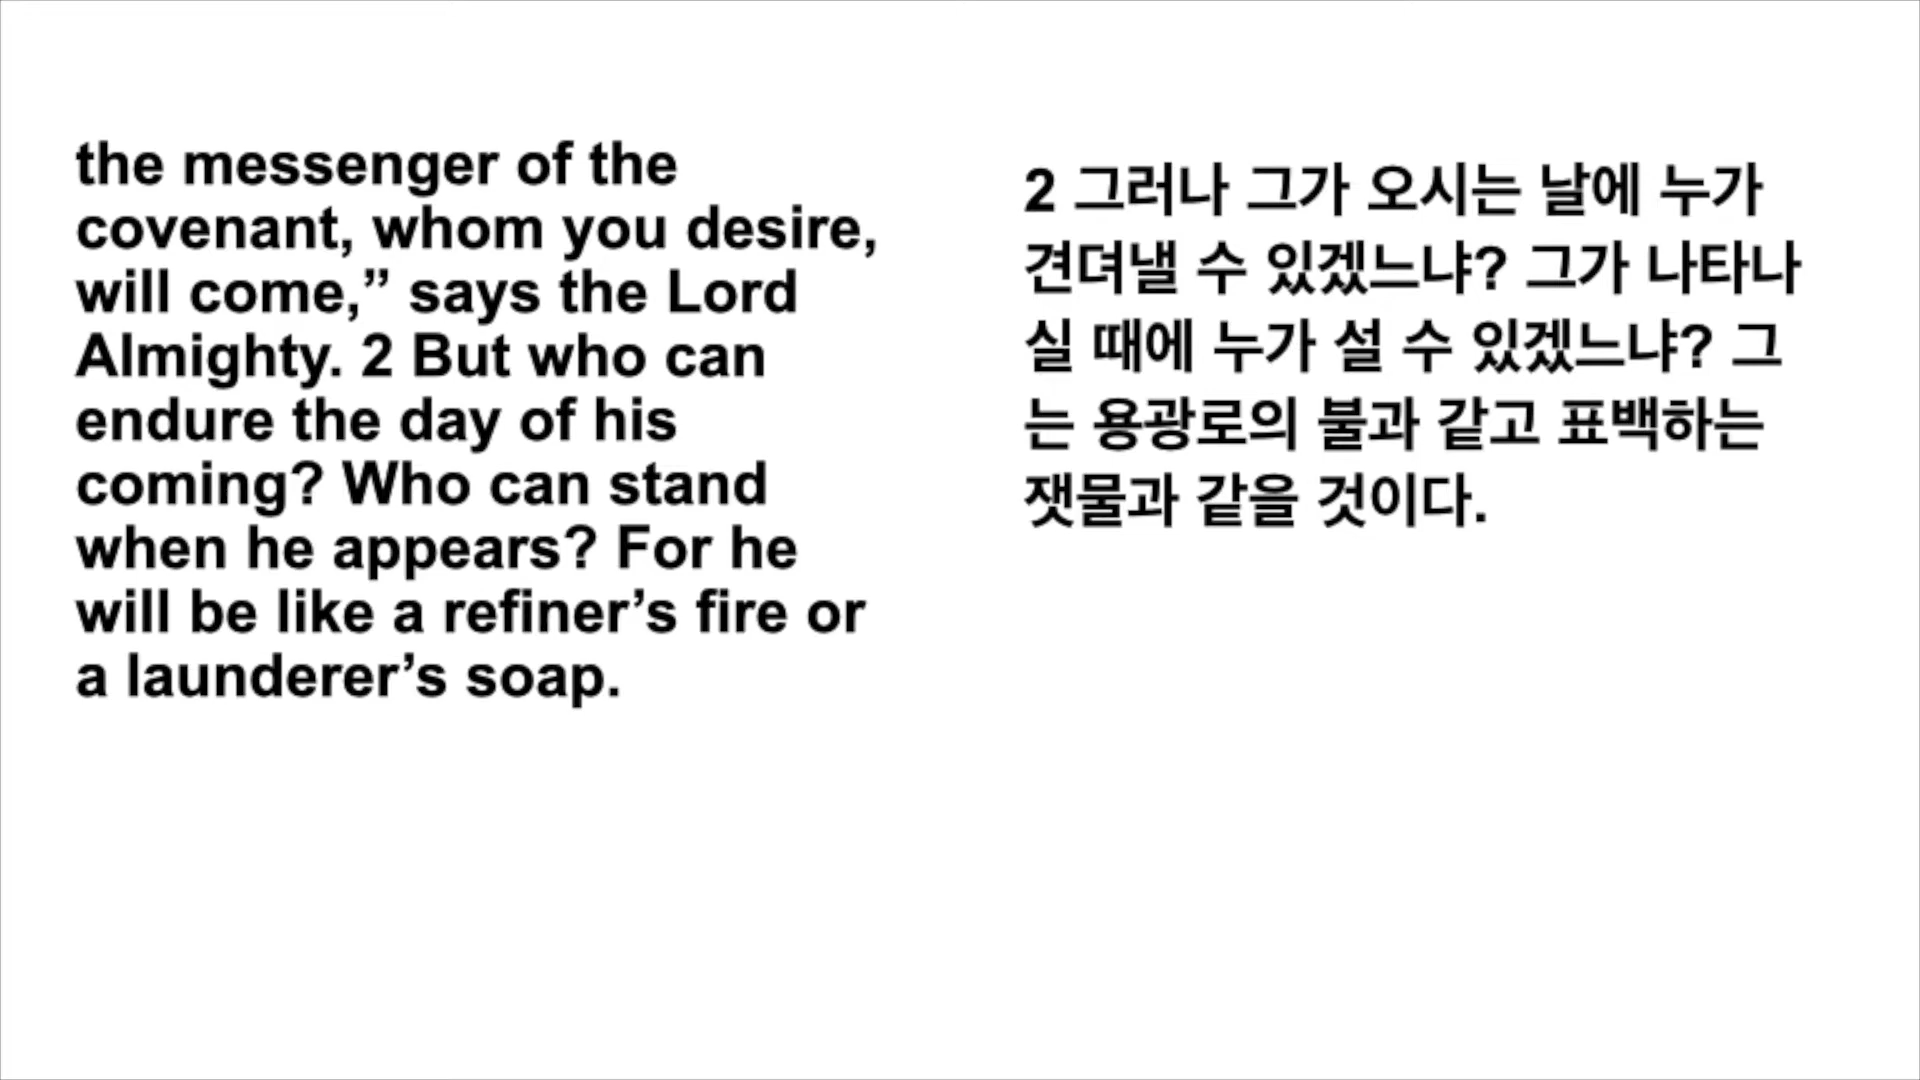 the messenger of the
covenant, whom you desire,
will come,” says the Lord
Almighty. 2 But who can
endure the day of his
coming? Who can stand
when he appears? For he
will be like a refiner’s fire or
a launderer’s soap.
2 그러나 그가 오시는 날에 누가
견뎌낼 수 있겠느냐? 그가 나타나
실 때에 누가 설 수 있겠느냐? 그
는 용광로의 불과 같고 표백하는
잿물과 같을 것이다.